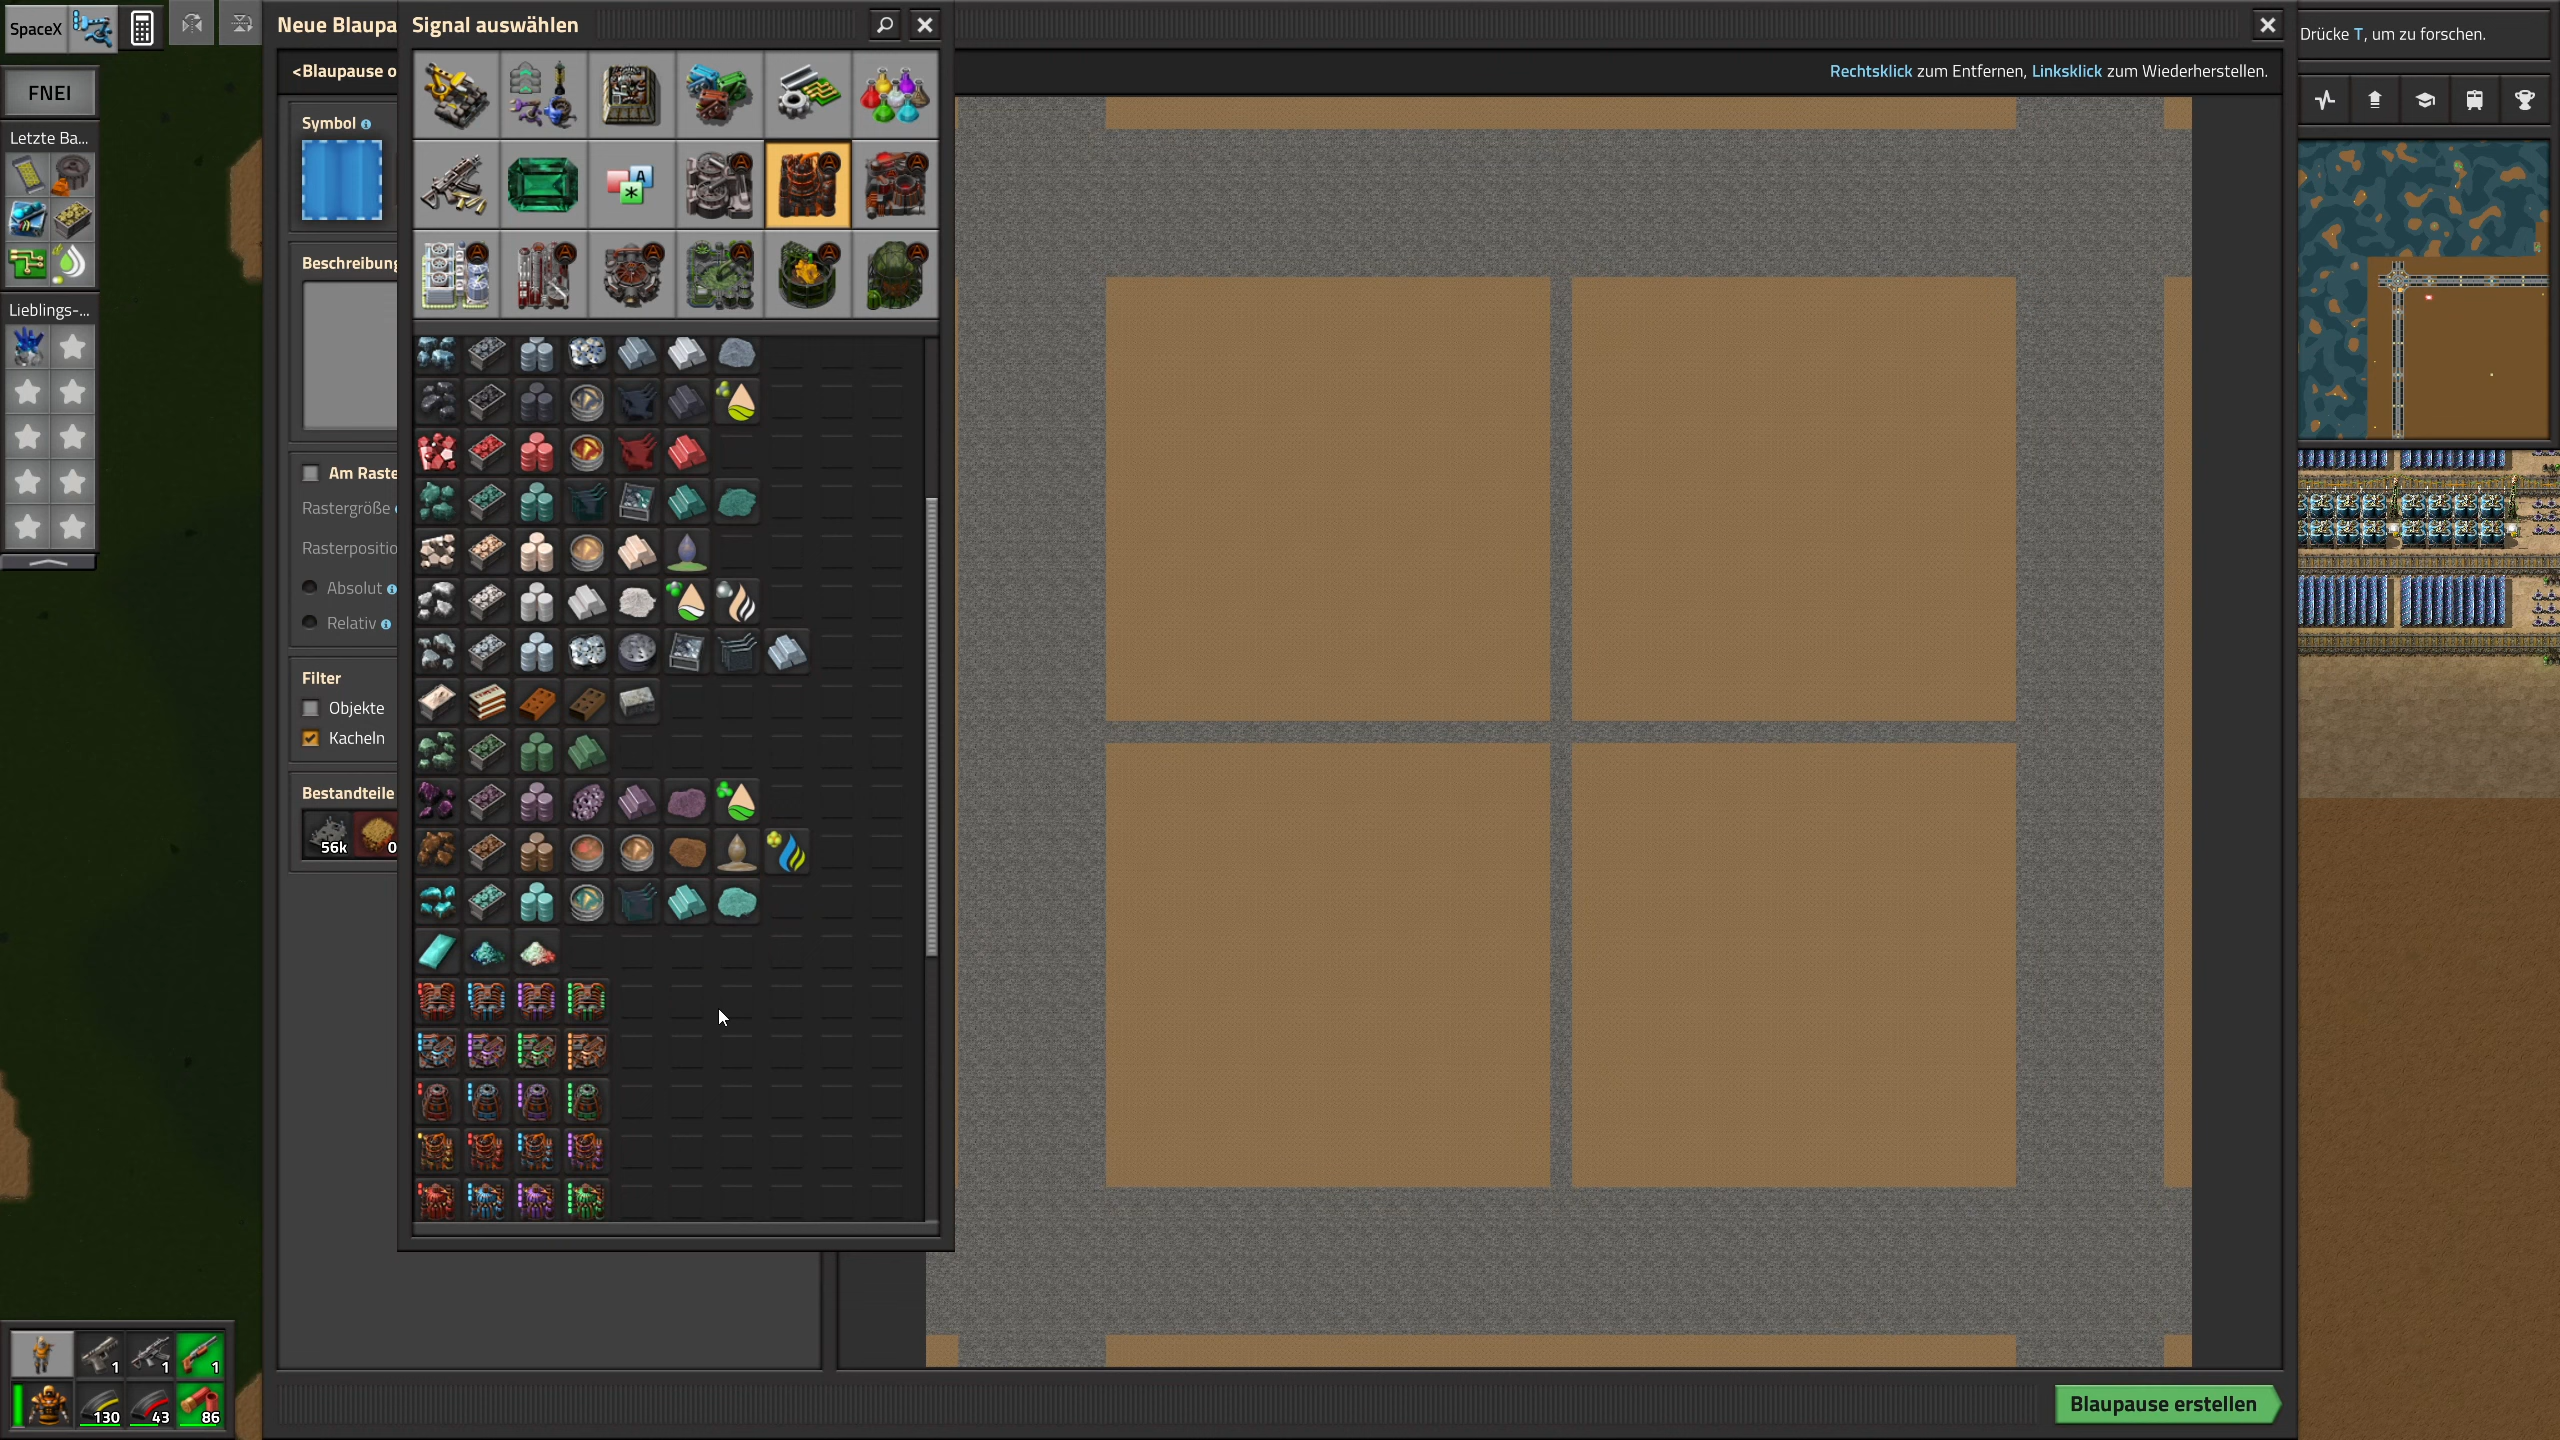 SpaceX
FNEI
Letzte Ba...
Lieblings-...
Neue Blaupa
<Blaupause o
Symbol
Beschreibung
Am Raste
Rastergröße
Rasterpositio
Absolut
Relativ
Filter
Objekte
Kacheln
Bestandteile
56k
0
Signal auswählen
Rechtsklick zum Entfernen, Linksklick zum Wiederherstellen.
Drücke T, um zu forschen.
1
1
1
130
43
86
Blaupause erstellen